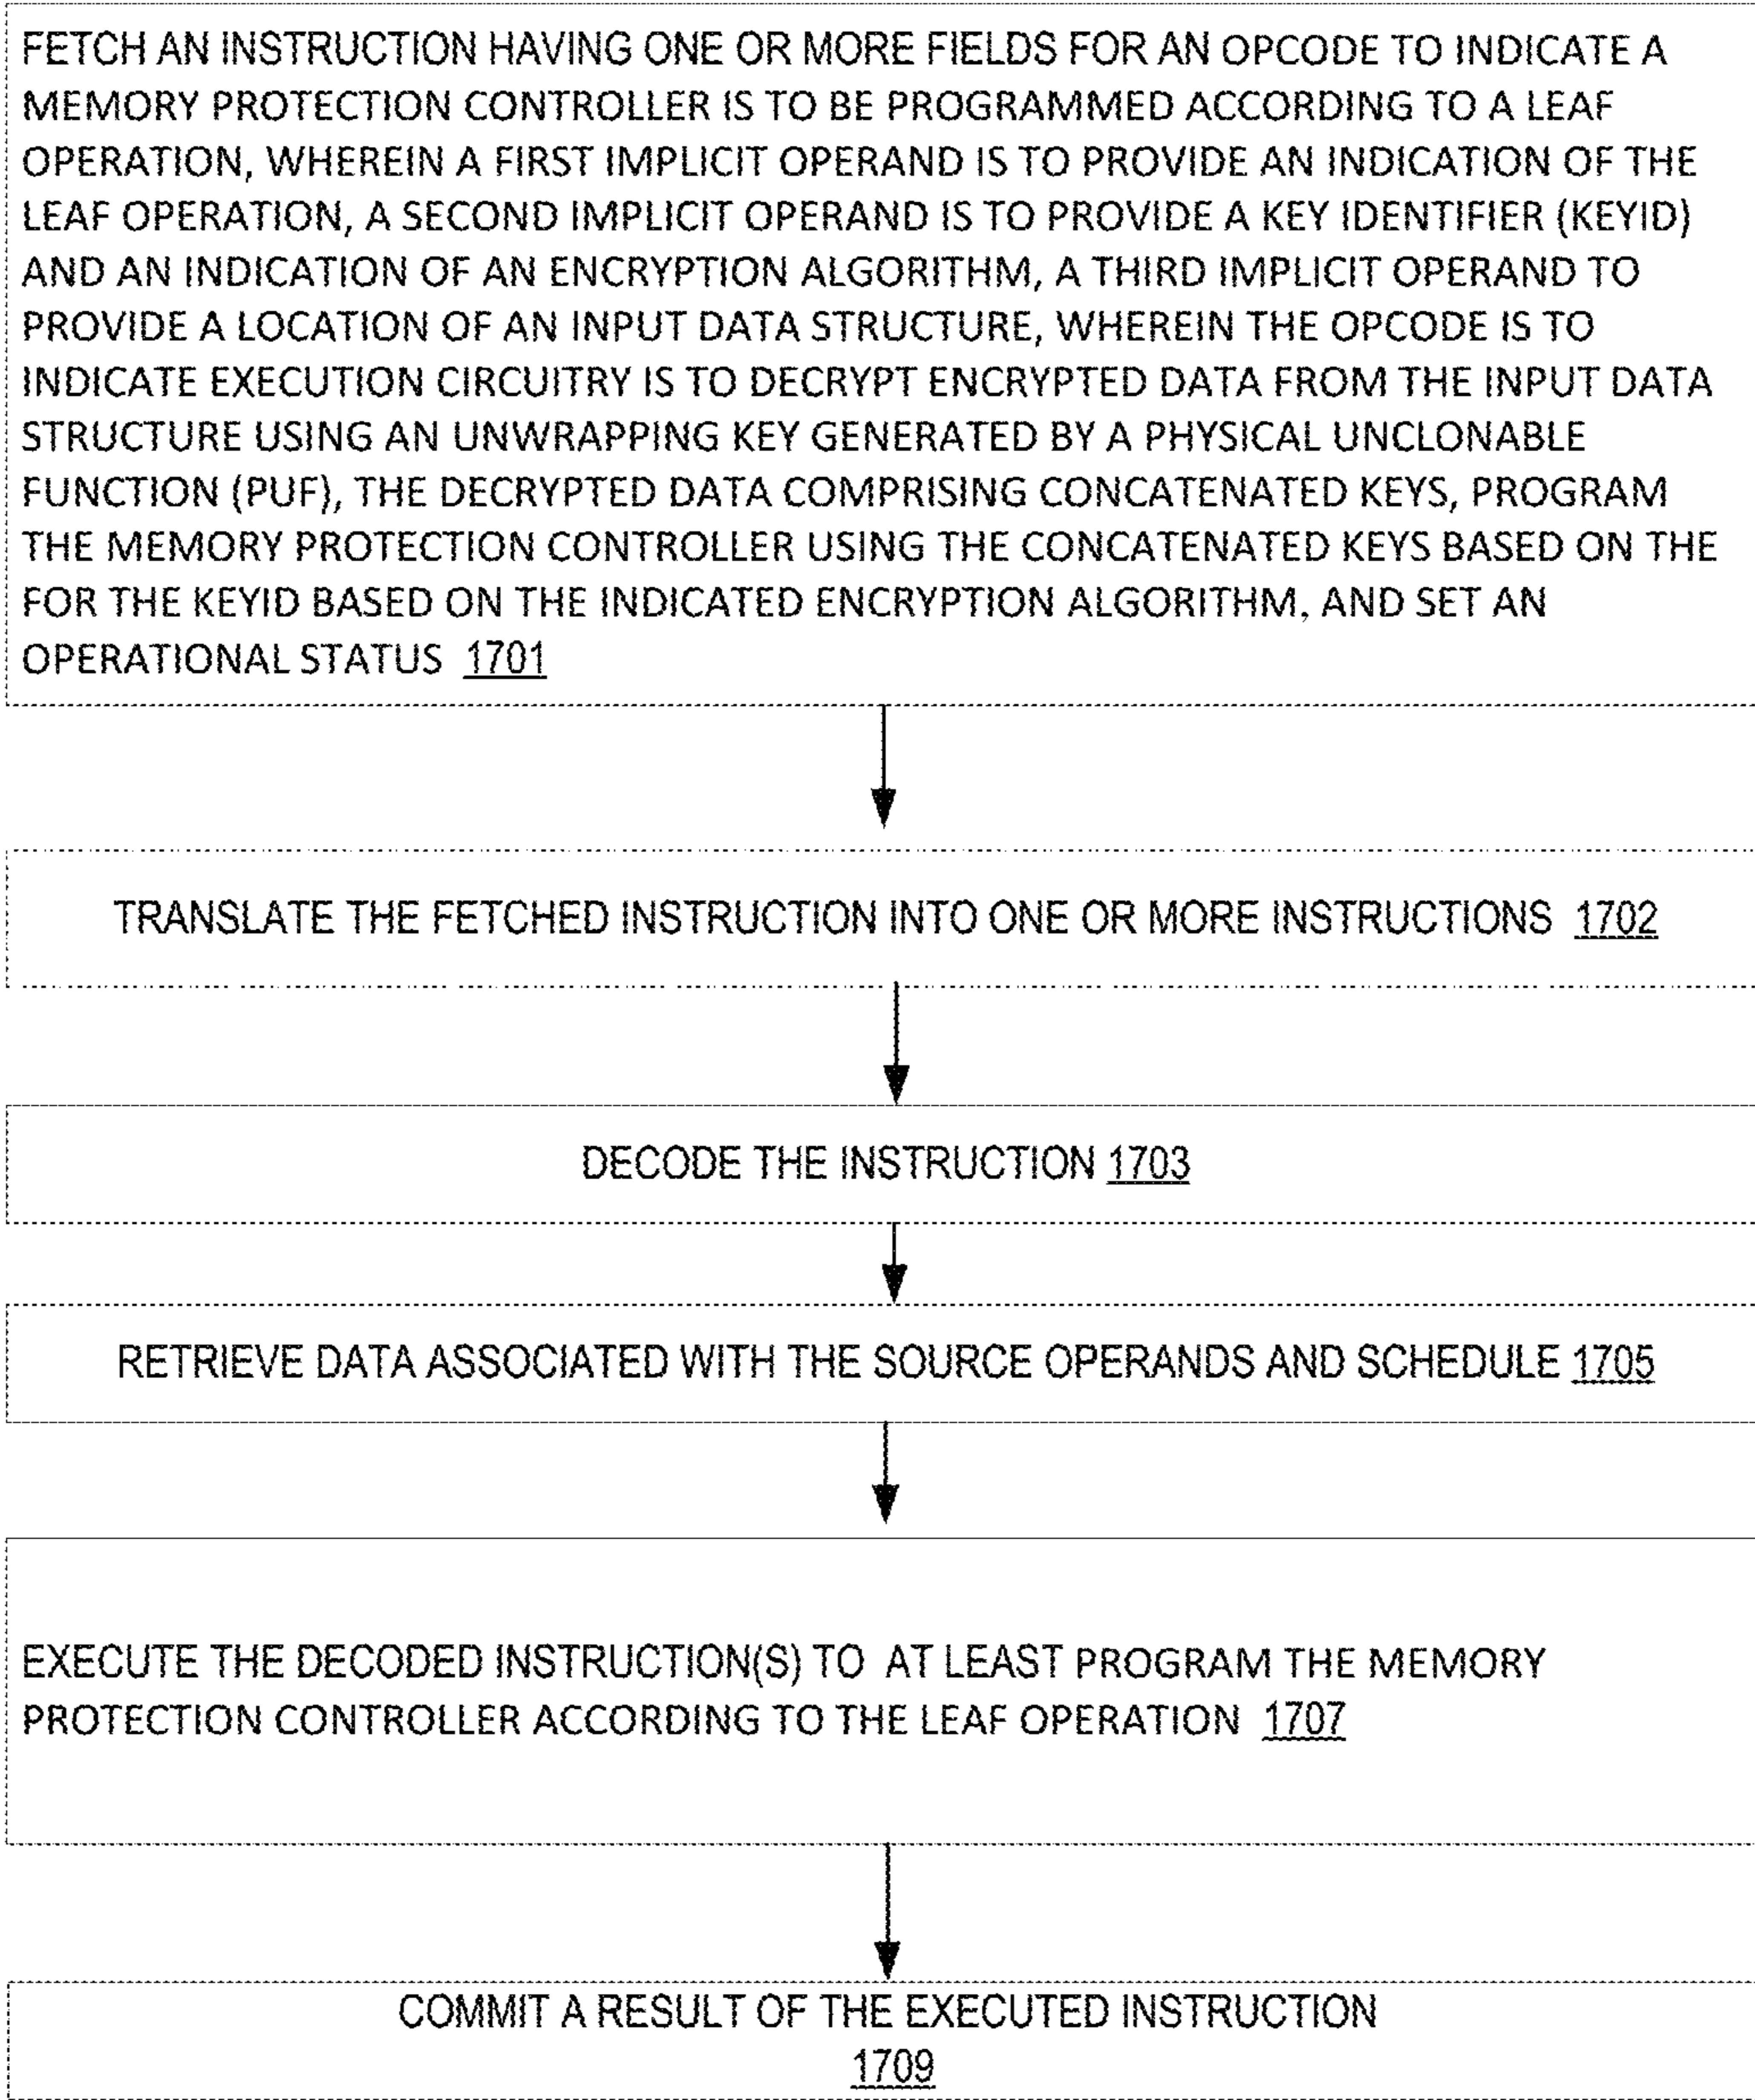 FETCH AN INSTRUCTION HAVING ONE OR MORE FIELDS FOR AN OPCODE TO INDICATE A
MEMORY PROTECTION CONTROLLER IS TO BE PROGRAMMED ACCORDING TO A LEAF
OPERATION, WHEREIN A FIRST IMPLICIT OPERAND IS TO PROVIDE AN INDICATION OF THE
LEAF OPERATION, A SECOND IMPLICIT OPERAND IS TO PROVIDE A KEY IDENTIFIER (KEYID)
AND AN INDICATION OF AN ENCRYPTION ALGORITHM, A THIRD IMPLICIT OPERAND TO
PROVIDE A LOCATION OF AN INPUT DATA STRUCTURE, WHEREIN THE OPCODE IS TO
INDICATE EXECUTION CIRCUITRY IS TO DECRYPT ENCRYPTED DATA FROM THE INPUT DATA
STRUCTURE USING AN UNWRAPPING KEY GENERATED BY A PHYSICAL UNCLONABLE
FUNCTION (PUF), THE DECRYPTED DATA COMPRISING CONCATENATED KEYS, PROGRAM
THE MEMORY PROTECTION CONTROLLER USING THE CONCATENATED KEYS BASED ON THE
FOR THE KEYID BASED ON THE INDICATED ENCRYPTION ALGORITHM, AND SET AN
OPERATIONAL STATUS 1701
TRANSLATE THE FETCHED INSTRUCTION INTO ONE OR MORE INSTRUCTIONS 1702
DECODE THE INSTRUCTION 1703
RETRIEVE DATA ASSOCIATED WITH THE SOURCE OPERANDS AND SCHEDULE 1705
EXECUTE THE DECODED INSTRUCTION(S) TO AT LEAST PROGRAM THE MEMORY
PROTECTION CONTROLLER ACCORDING TO THE LEAF OPERATION 1707
COMMIT A RESULT OF THE EXECUTED INSTRUCTION
1709